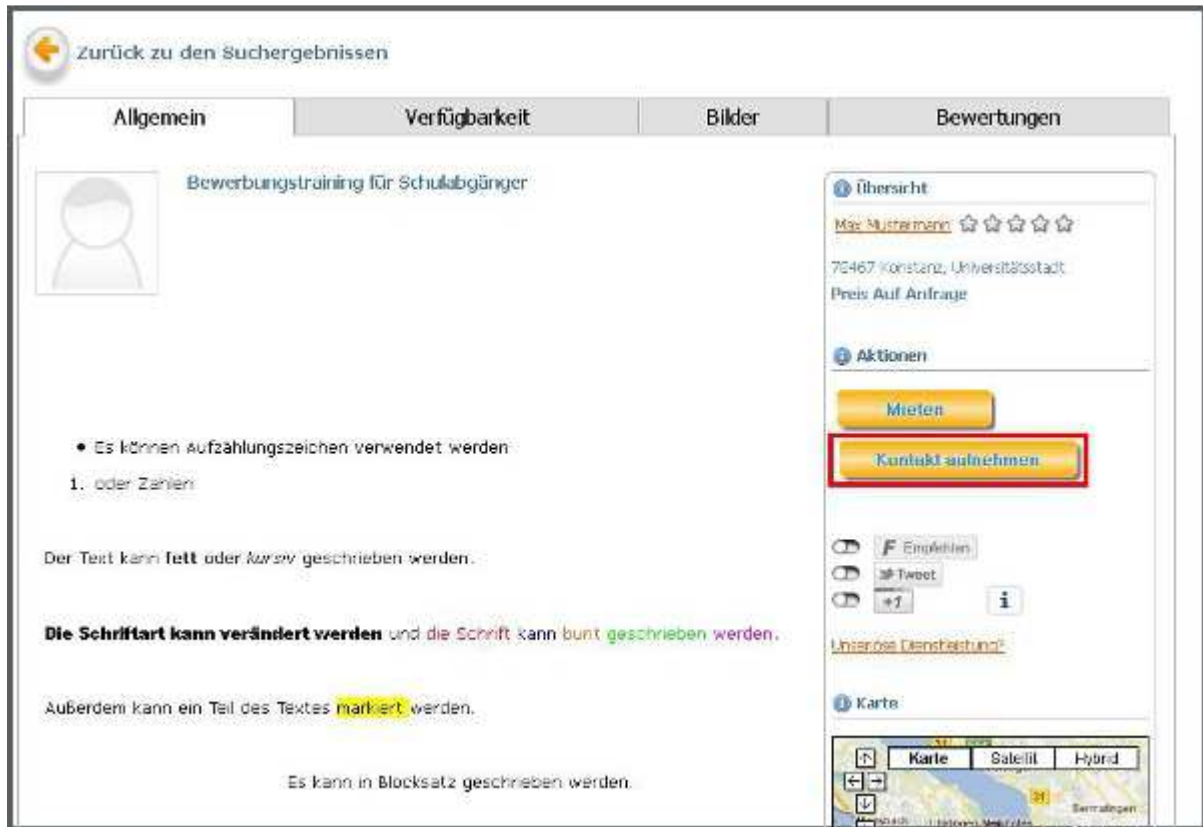 Zurück zu den Suchergebnissen
Allgemein
Verfügbarkeit
Bilder
Bewertungen
Bewerbungstraining für Schulabgänger
• Es können Aufzählungszeichen verwendet werden
1. oder Zahlen
Der Text kann fett oder kursiv geschrieben werden.
Die Schriftart kann verändert werden und die Schrift kann bunt geschrieben werden.
Außerdem kann ein Teil des Textes markiert werden.
Es kann in Blocksatz geschrieben werden.
Übersicht
Max Mustermann
78467 Konstanz, Universitätsstadt
Preis Auf Anfrage
Aktionen
Mieten
Kontakt aufnehmen
F Empfehlen
Tweet
+1
i
Unseriöse Dienstleistung?
Karte
Karte
Satellit
Hybrid
31